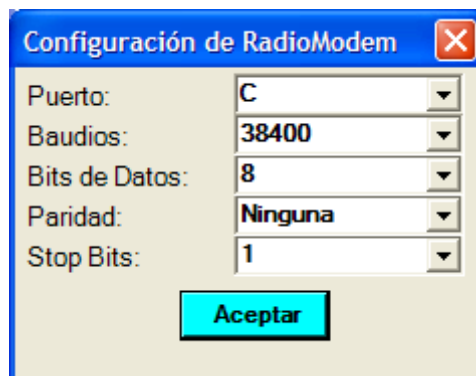 Configuración de RadioModem
Puerto: C
Baudios: 38400
Bits de Datos: 8
Paridad: Ninguna
Stop Bits: 1
Aceptar